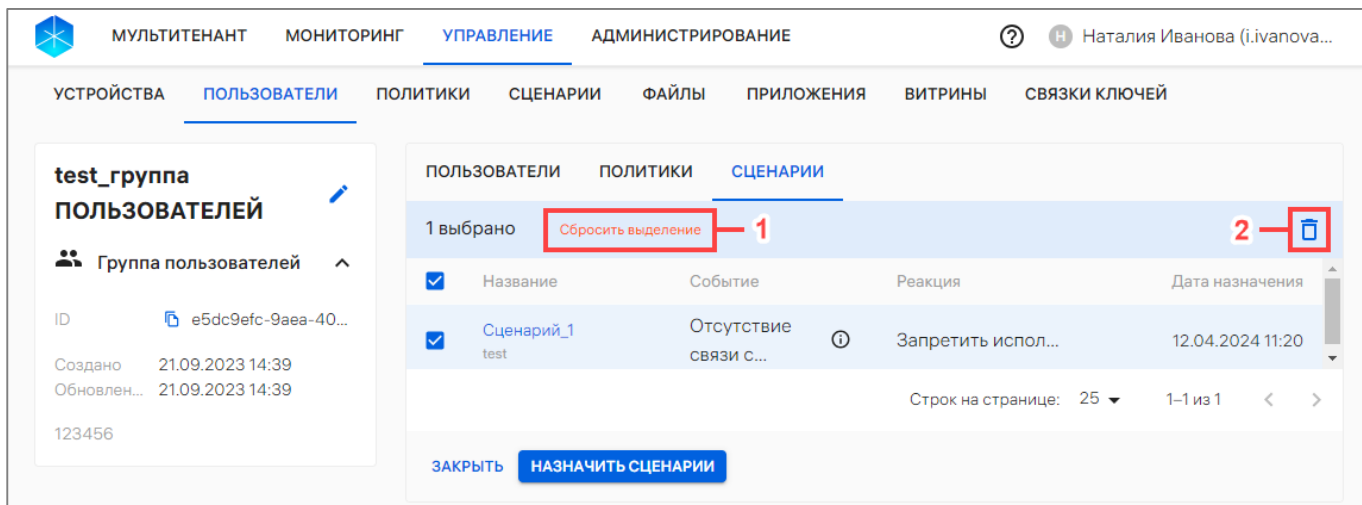 МУЛЬТИТЕНАНТ МОНИТОРИНГ УПРАВЛЕНИЕ АДМИНИСТРИРОВАНИЕ ? Н Наталия Иванова (i.ivanova...
УСТРОЙСТВА ПОЛЬЗОВАТЕЛИ ПОЛИТИКИ СЦЕНАРИИ ФАЙЛЫ ПРИЛОЖЕНИЯ ВИТРИНЫ СВЯЗКИ КЛЮЧЕЙ
test_группа
ПОЛЬЗОВАТЕЛЕЙ
Группа пользователей
ID e5dc9efc-9aea-40...
Создано 21.09.2023 14:39
Обновлен... 21.09.2023 14:39
123456
ПОЛЬЗОВАТЕЛИ ПОЛИТИКИ СЦЕНАРИИ
1 выбрано Сбросить выделение 1 2
Название Событие Реакция Дата назначения
Сценарий_1 Отсутствие Запретить испол... 12.04.2024 11:20
test связи с...
Строк на странице: 25 1–1 из 1
ЗАКРЫТЬ НАЗНАЧИТЬ СЦЕНАРИИ